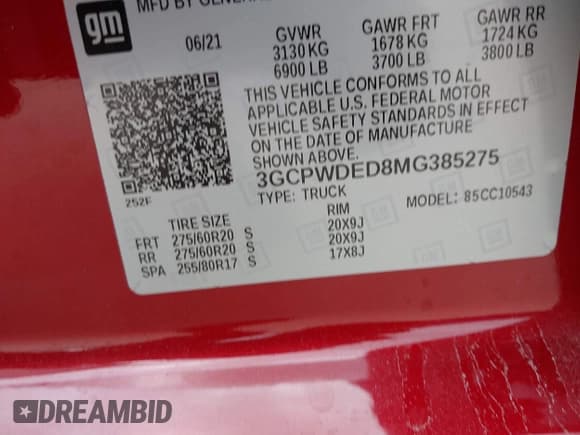 gm
MFD BY GENERAL
06/21
GVWR GAWR FRT GAWR RR
3130 KG 1678 KG 1724 KG
6900 LB 3700 LB 3800 LB
THIS VEHICLE CONFORMS TO ALL
APPLICABLE U.S. FEDERAL MOTOR
VEHICLE SAFETY STANDARDS IN EFFECT
ON THE DATE OF MANUFACTURE
SHOWN ABOVE.
3GCPWDED8MG385275
TYPE: TRUCK MODEL: 85CC10543
252F
TIRE SIZE RIM
FRT 275/60R20 S 20X9J
RR 275/60R20 S 20X9J
SPA 255/80R17 S 17X8J
DREAMBID